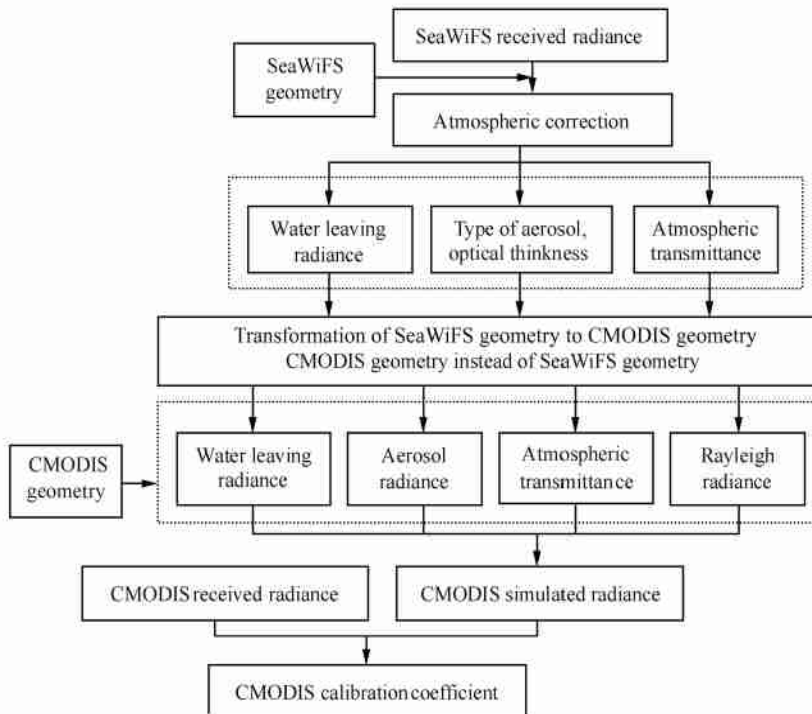 SeaWiFS received radiance
SeaWiFS
geometry
Atmospheric correction
Water leaving
radiance
Type of aerosol,
optical thinkness
Atmospheric
transmittance
Transformation of SeaWiFS geometry to CMODIS geometry
CMODIS geometry instead of SeaWiFS geometry
CMODIS
geometry
Water leaving
radiance
Aerosol
radiance
Atmospheric
transmittance
Rayleigh
radiance
CMODIS received radiance
CMODIS simulated radiance
CMODIS calibration coefficient